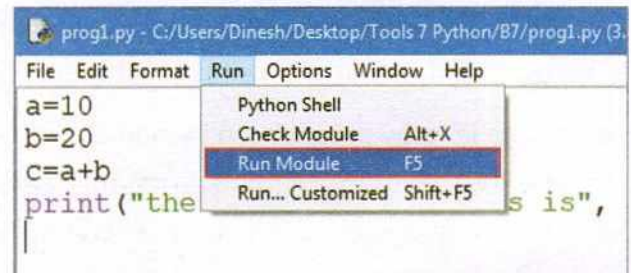 prog1.py - C:/Users/Dinesh/Desktop/Tools 7 Python/87/prog1.py (3.
File Edit Format Run Options Window Help
a=10
b=20
c=a+b
print("the s is",
Python Shell
Check Module Alt+X
Run Module F5
Run... Customized Shift+F5